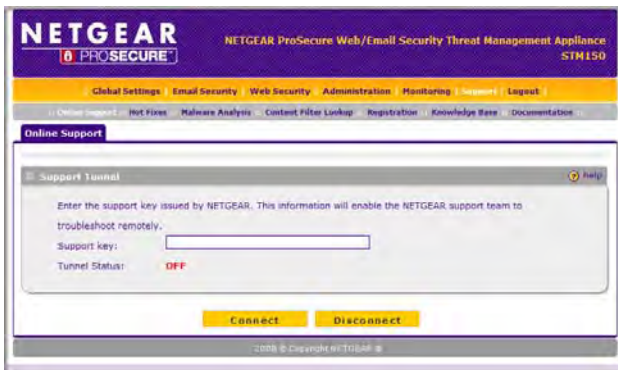 NETGEAR
PROSECURE
NETGEAR ProSecure Web/Email Security Threat Management Appliance
STM150
Global Settings Email Security Web Security Administration Monitoring Support Logout
Online Support Hot Fixes Malware Analysis Content Filter Lookup Registration Knowledge Base Documentation
Online Support
Support Tunnel
help
Enter the support key issued by NETGEAR. This information will enable the NETGEAR support team to
troubleshoot remotely.
Support key:
Tunnel Status: OFF
Connect Disconnect
2008 © Copyright NETGEAR ®